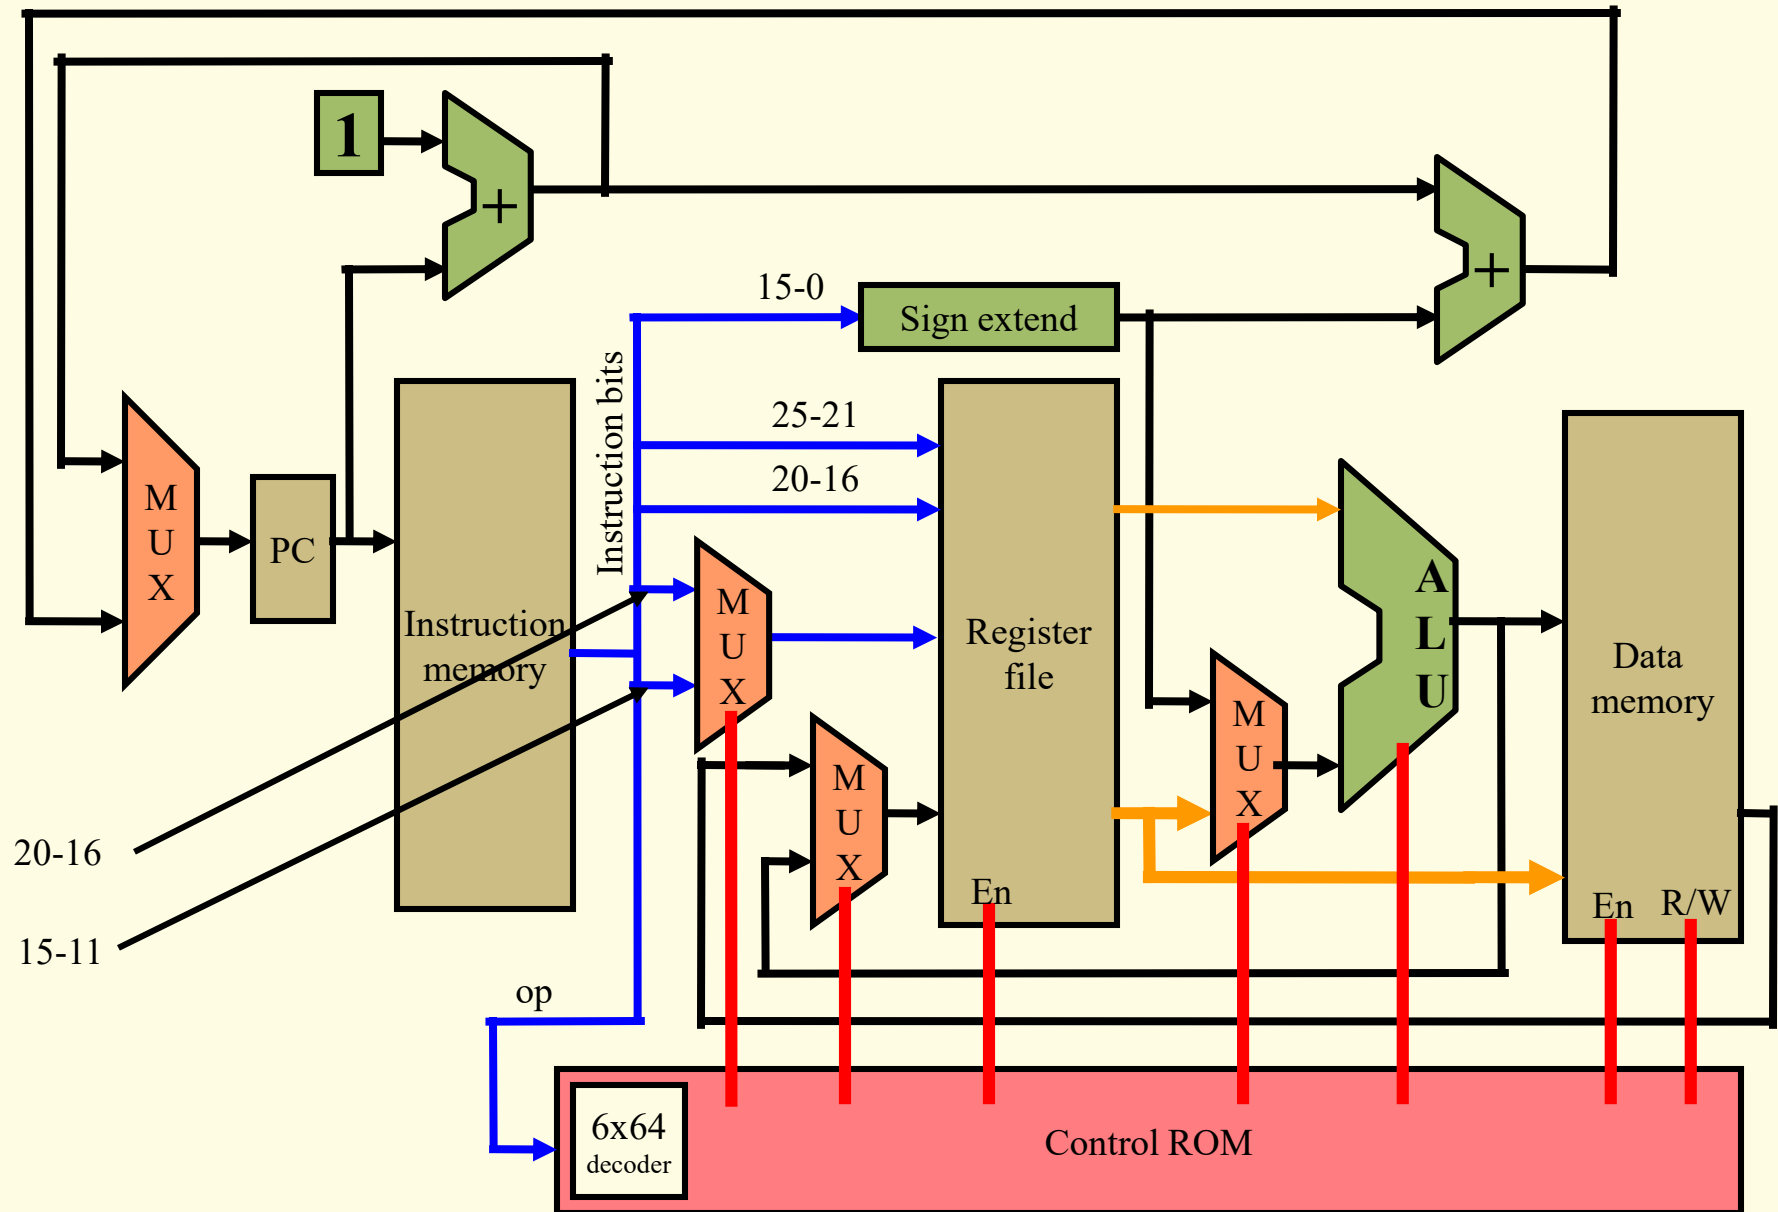 1
+
+
15-0
Sign extend
Instruction bits
25-21
20-16
M
U
X
PC
Instruction
memory
M
U
X
Register
file
En
M
U
X
M
U
X
A
L
U
Data
memory
En R/W
20-16
15-11
op
6x64
decoder
Control ROM